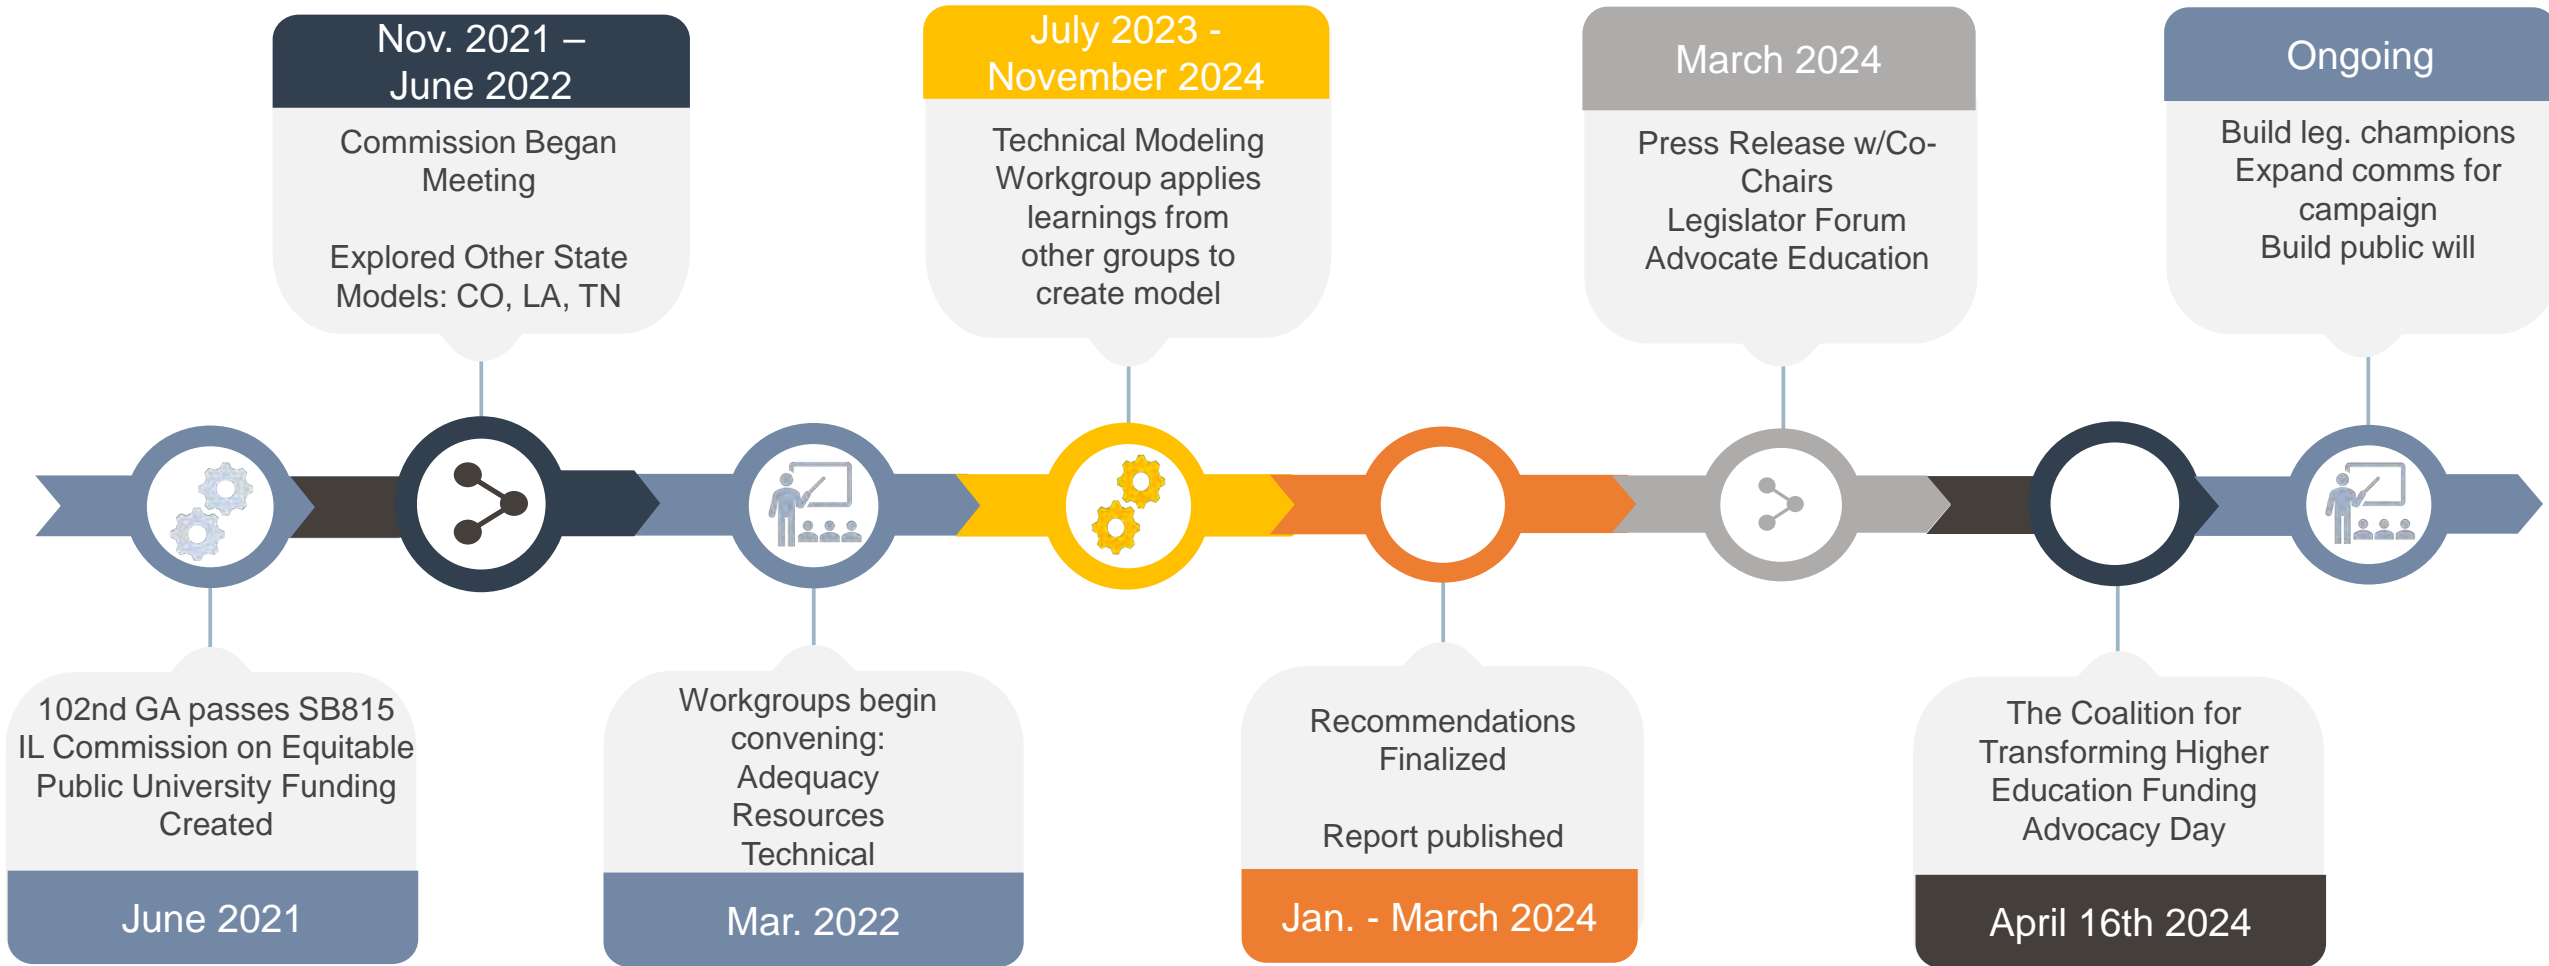 Nov. 2021 –
June 2022
Commission Began
Meeting
Explored Other State
Models: CO, LA, TN
July 2023 -
November 2024
Technical Modeling
Workgroup applies
learnings from
other groups to
create model
March 2024
Press Release w/Co-
Chairs
Legislator Forum
Advocate Education
Ongoing
Build leg. champions
Expand comms for
campaign
Build public will
102nd GA passes SB815
IL Commission on Equitable
Public University Funding
Created
June 2021
Workgroups begin
convening:
Adequacy
Resources
Technical
Mar. 2022
Recommendations
Finalized
Report published
Jan. - March 2024
The Coalition for
Transforming Higher
Education Funding
Advocacy Day
April 16th 2024